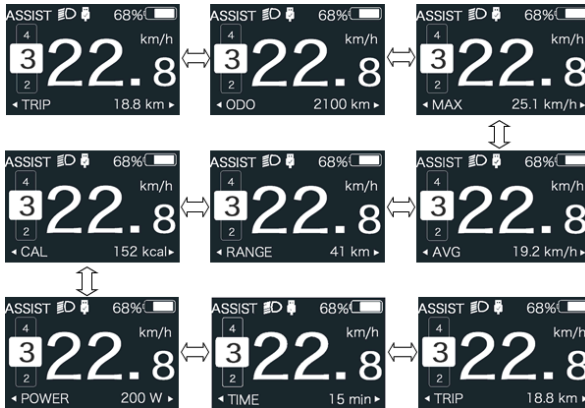 ASSIST 68%
km/h
4
3 22.8
2
TRIP 18.8 km
ASSIST 68%
km/h
4
3 22.8
2
ODO 2100 km
ASSIST 68%
km/h
4
3 22.8
2
MAX 25.1 km/h
ASSIST 68%
km/h
4
3 22.8
2
CAL 152 kcal
ASSIST 68%
km/h
4
3 22.8
2
RANGE 41 km
ASSIST 68%
km/h
4
3 22.8
2
AVG 19.2 km/h
ASSIST 68%
km/h
4
3 22.8
2
POWER 200 W
ASSIST 68%
km/h
4
3 22.8
2
TIME 15 min
ASSIST 68%
km/h
4
3 22.8
2
TRIP 18.8 km